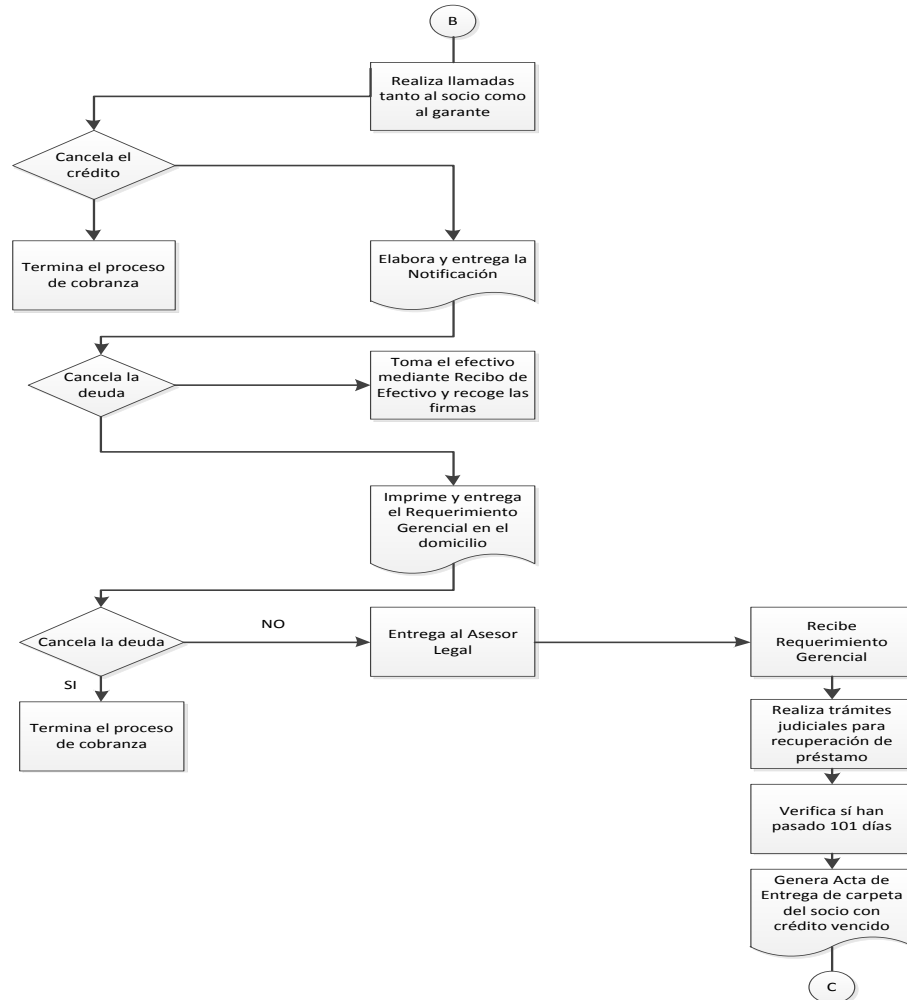 B
Realiza llamadas
tanto al socio como
al garante
Cancela el
crédito
Termina el proceso
de cobranza
Elabora y entrega la
Notificación
Cancela la
deuda
Toma el efectivo
mediante Recibo de
Efectivo y recoge las
firmas
Imprime y entrega
el Requerimiento
Gerencial en el
domicilio
Cancela la deuda
NO
Entrega al Asesor
Legal
Recibe
Requerimiento
Gerencial
SI
Termina el proceso
de cobranza
Realiza trámites
judiciales para
recuperación de
préstamo
Verifica sí han
pasado 101 días
Genera Acta de
Entrega de carpeta
del socio con
crédito vencido
C